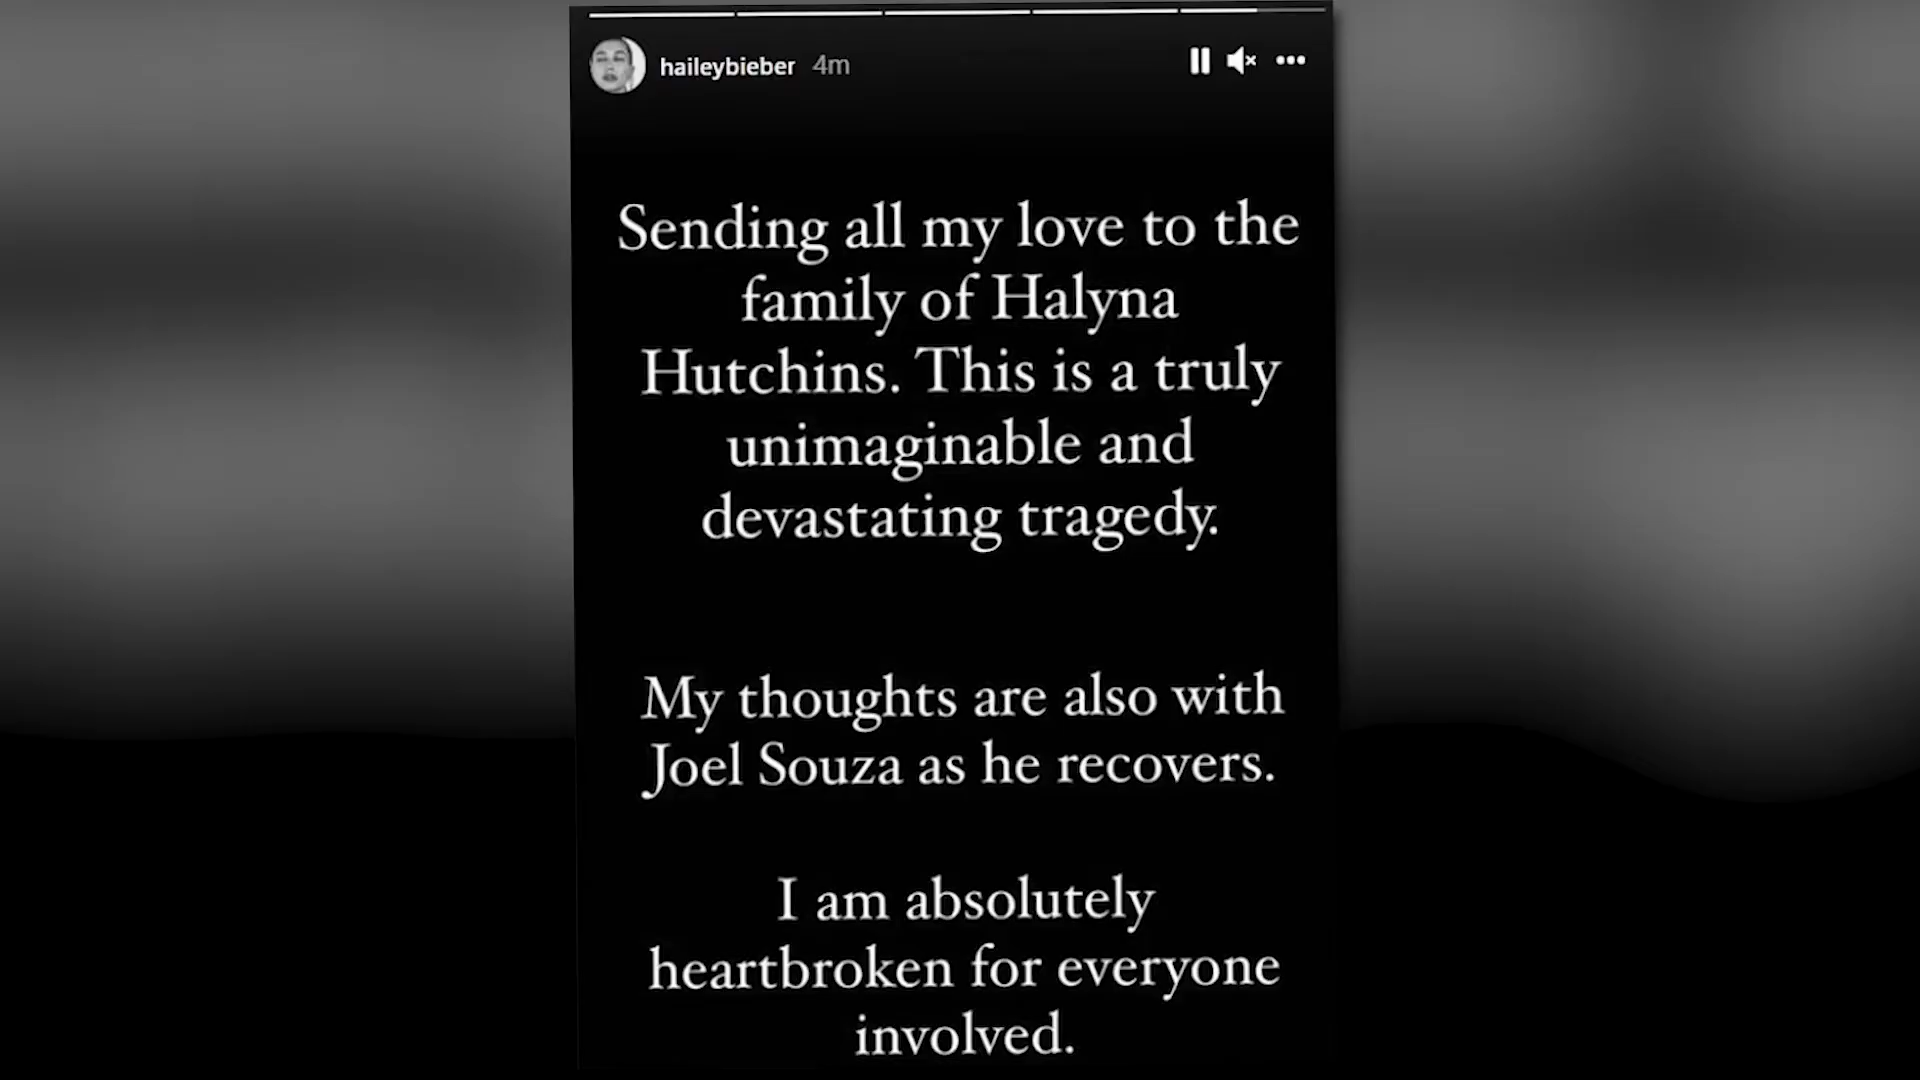 haileybieber 4m
Sending all my love to the
family of Halyna
Hutchins. This is a truly
unimaginable and
devastating tragedy.
My thoughts are also with
Joel Souza as he recovers.
I am absolutely
heartbroken for everyone
involved.